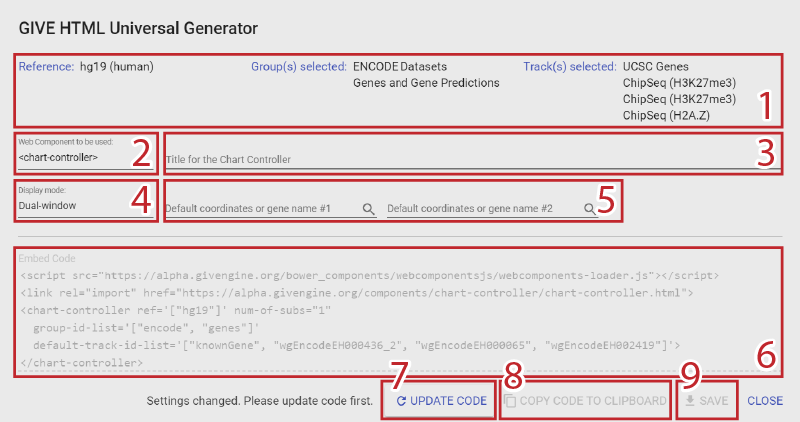 GIVE HTML Universal Generator
Reference: hg19 (human) Group(s) selected: ENCODE Datasets Track(s) selected: UCSC Genes
Genes and Gene Predictions ChipSeq (H3K27me3)
ChipSeq (H3K27me3)
ChipSeq (H2A.Z)
1
Web Component to be used:
<chart-controller>
2
Title for the Chart Controller
3
Display mode:
Dual-window
4
Default coordinates or gene name #1 Default coordinates or gene name #2
5
Embed Code
<script src="https://alpha.givengine.org/bower_components/webcomponentsjs/webcomponents-loader.js"></script>
<link rel="import" href="https://alpha.givengine.org/components/chart-controller/chart-controller.html">
<chart-controller ref='["hg19"]' num-of-subs="1"
group-id-list='["encode", "genes"]'
default-track-id-list='["knownGene", "wgEncodeEH000436_2", "wgEncodeEH000065", "wgEncodeEH002419"]'>
</chart-controller>
6
7 8 9
Settings changed. Please update code first. UPDATE CODE COPY CODE TO CLIPBOARD SAVE CLOSE